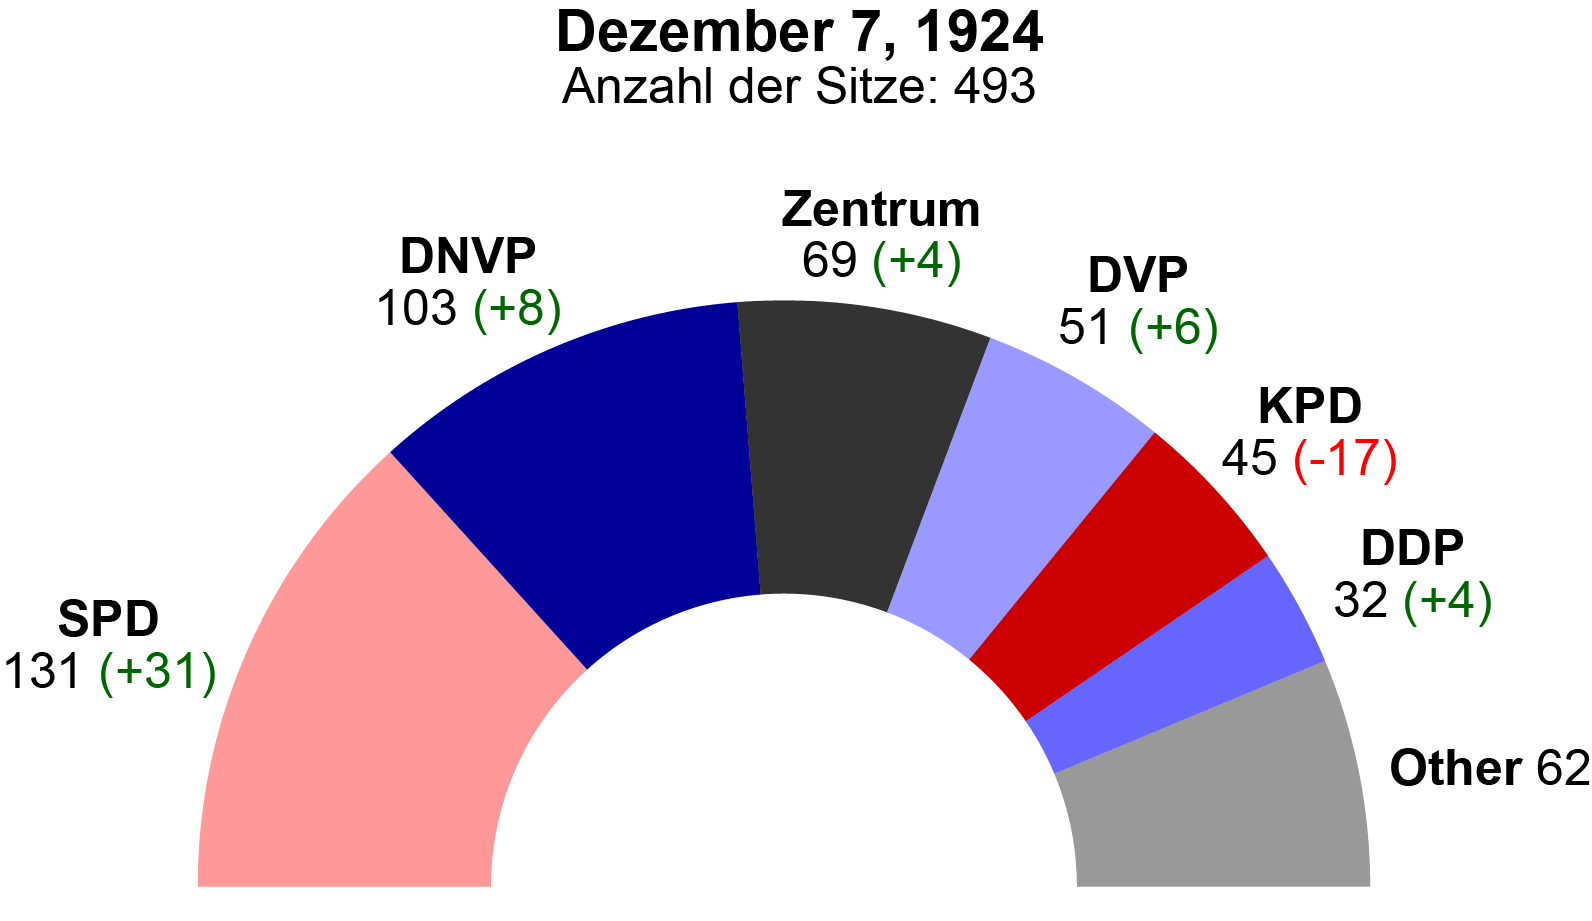 Dezember 7, 1924
Anzahl der Sitze: 493
Zentrum
69 (+4)
DNVP
103 (+8)
DVP
51 (+6)
KPD
45 (-17)
DDP
32 (+4)
SPD
131 (+31)
Other 62